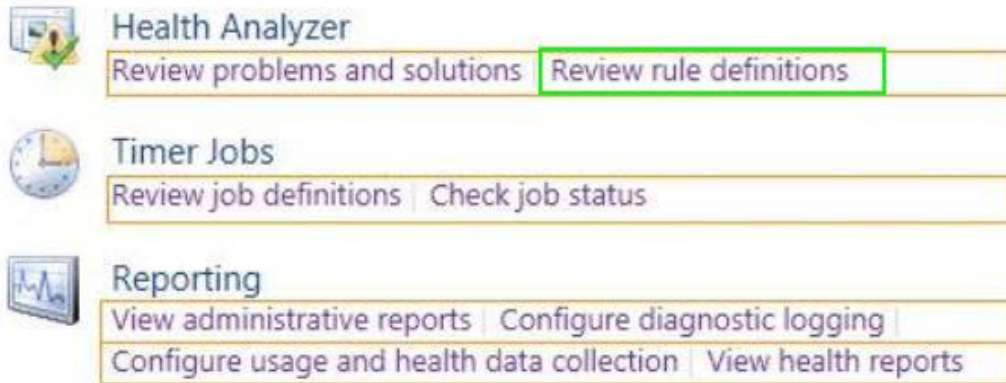 Health Analyzer
Review problems and solutions | Review rule definitions
Timer Jobs
Review job definitions | Check job status
Reporting
View administrative reports | Configure diagnostic logging |
Configure usage and health data collection | View health reports